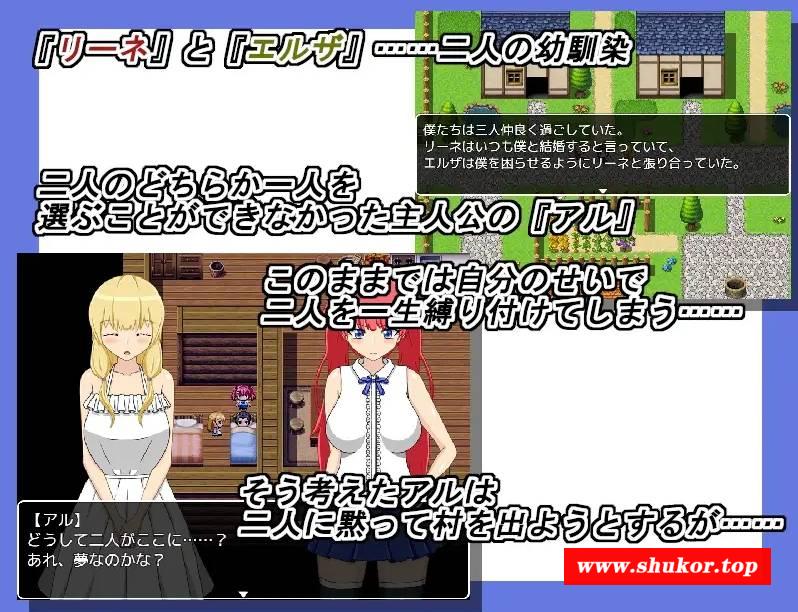 『リーネ』と『エルザ』……二人の幼馴染
僕たちは三人仲良く過ごしていた。
リーネはいつも僕と結婚すると言っていて、
エルザは僕を困らせるようにリーネと張り合っていた。
二人のどちらか一人を
選ぶことができなかった主人公の『アル』
このままでは自分のせいで
二人を一生縛り付けてしまう……
そう考えたアルは
二人に黙って村を出ようとするが……
【アル】
どうして二人がここに……？
あれ、夢なのかな？
www.shukor.top